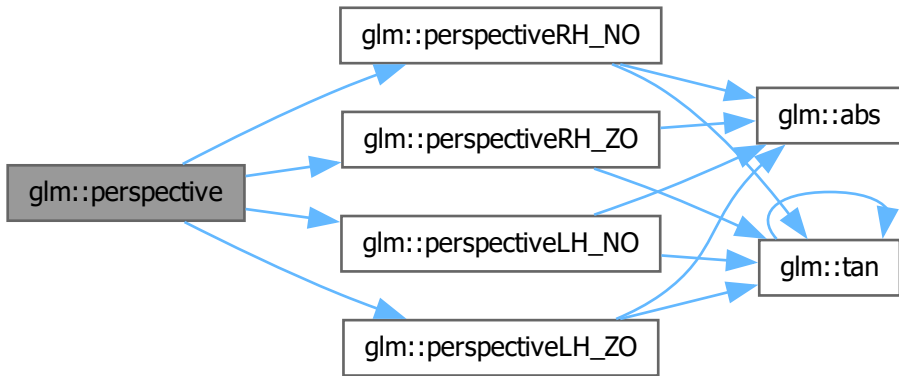 glm::perspective
glm::perspectiveRH_NO
glm::perspectiveRH_ZO
glm::perspectiveLH_NO
glm::perspectiveLH_ZO
glm::abs
glm::tan